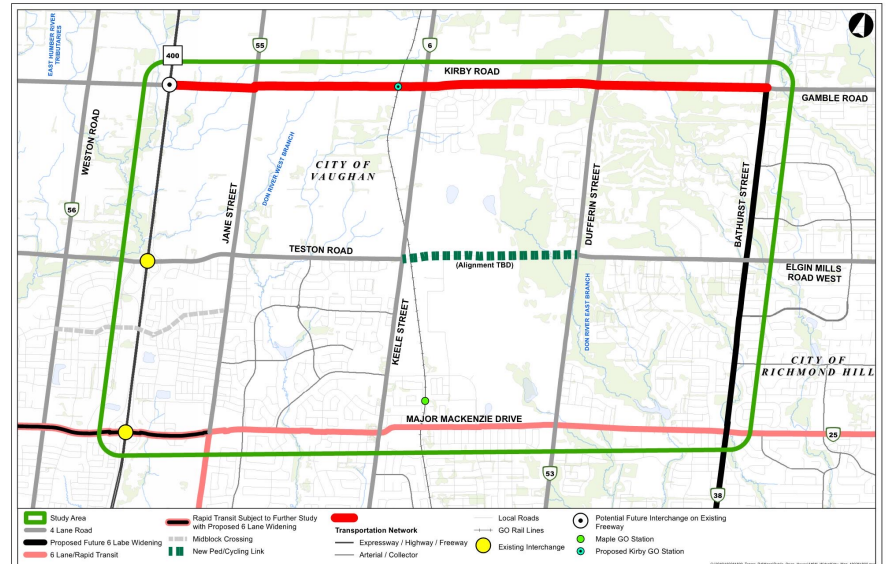 EAST HUMBER RIVER
TRIBUTARIES
400
55
6
KIRBY ROAD
GAMBLE ROAD
WESTON ROAD
CITY OF
VAUGHAN
DON RIVER WEST BRANCH
JANE STREET
DUFFERIN STREET
BATHURST STREET
56
TESTON ROAD
(Alignment TBD)
ELGIN MILLS
ROAD WEST
KEELE STREET
DON RIVER EAST BRANCH
CITY OF
RICHMOND HILL
MAJOR MACKENZIE DRIVE
25
53
38
Study Area
4 Lane Road
Proposed Future 6 Labe Widening
6 Lane/Rapid Transit
Rapid Transit Subject to Further Study
with Proposed 6 Lane Widening
Midblock Crossing
New Ped/Cycling Link
Transportation Network
Expressway / Highway / Freeway
Arterial / Collector
Local Roads
GO Rail Lines
Existing Interchange
Potential Future Interchange on Existing
Freeway
Maple GO Station
Proposed Kirby GO Station